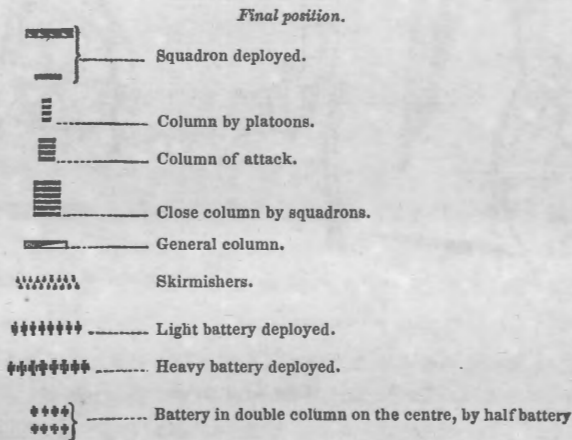 Final position.
Squadron deployed.
Column by platoons.
Column of attack.
Close column by squadrons.
General column.
Skirmishers.
Light battery deployed.
Heavy battery deployed.
Battery in double column on the centre, by half battery